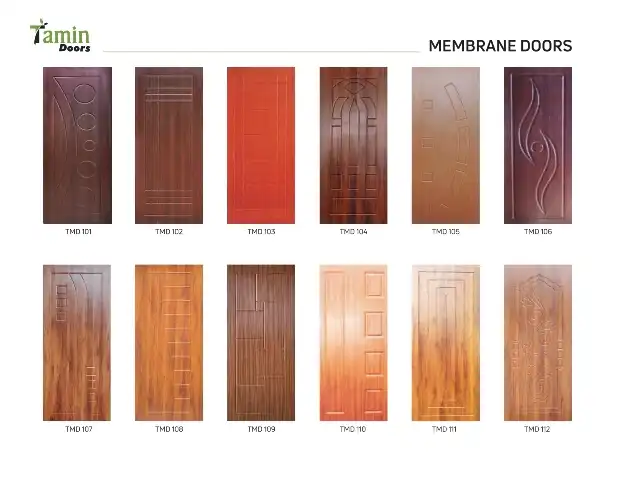 Tamin
Doors
MEMBRANE DOORS
TMD 101
TMD 102
TMD 103
TMD 104
TMD 105
TMD 106
TMD 107
TMD 108
TMD 109
TMD 110
TMD 111
TMD 112